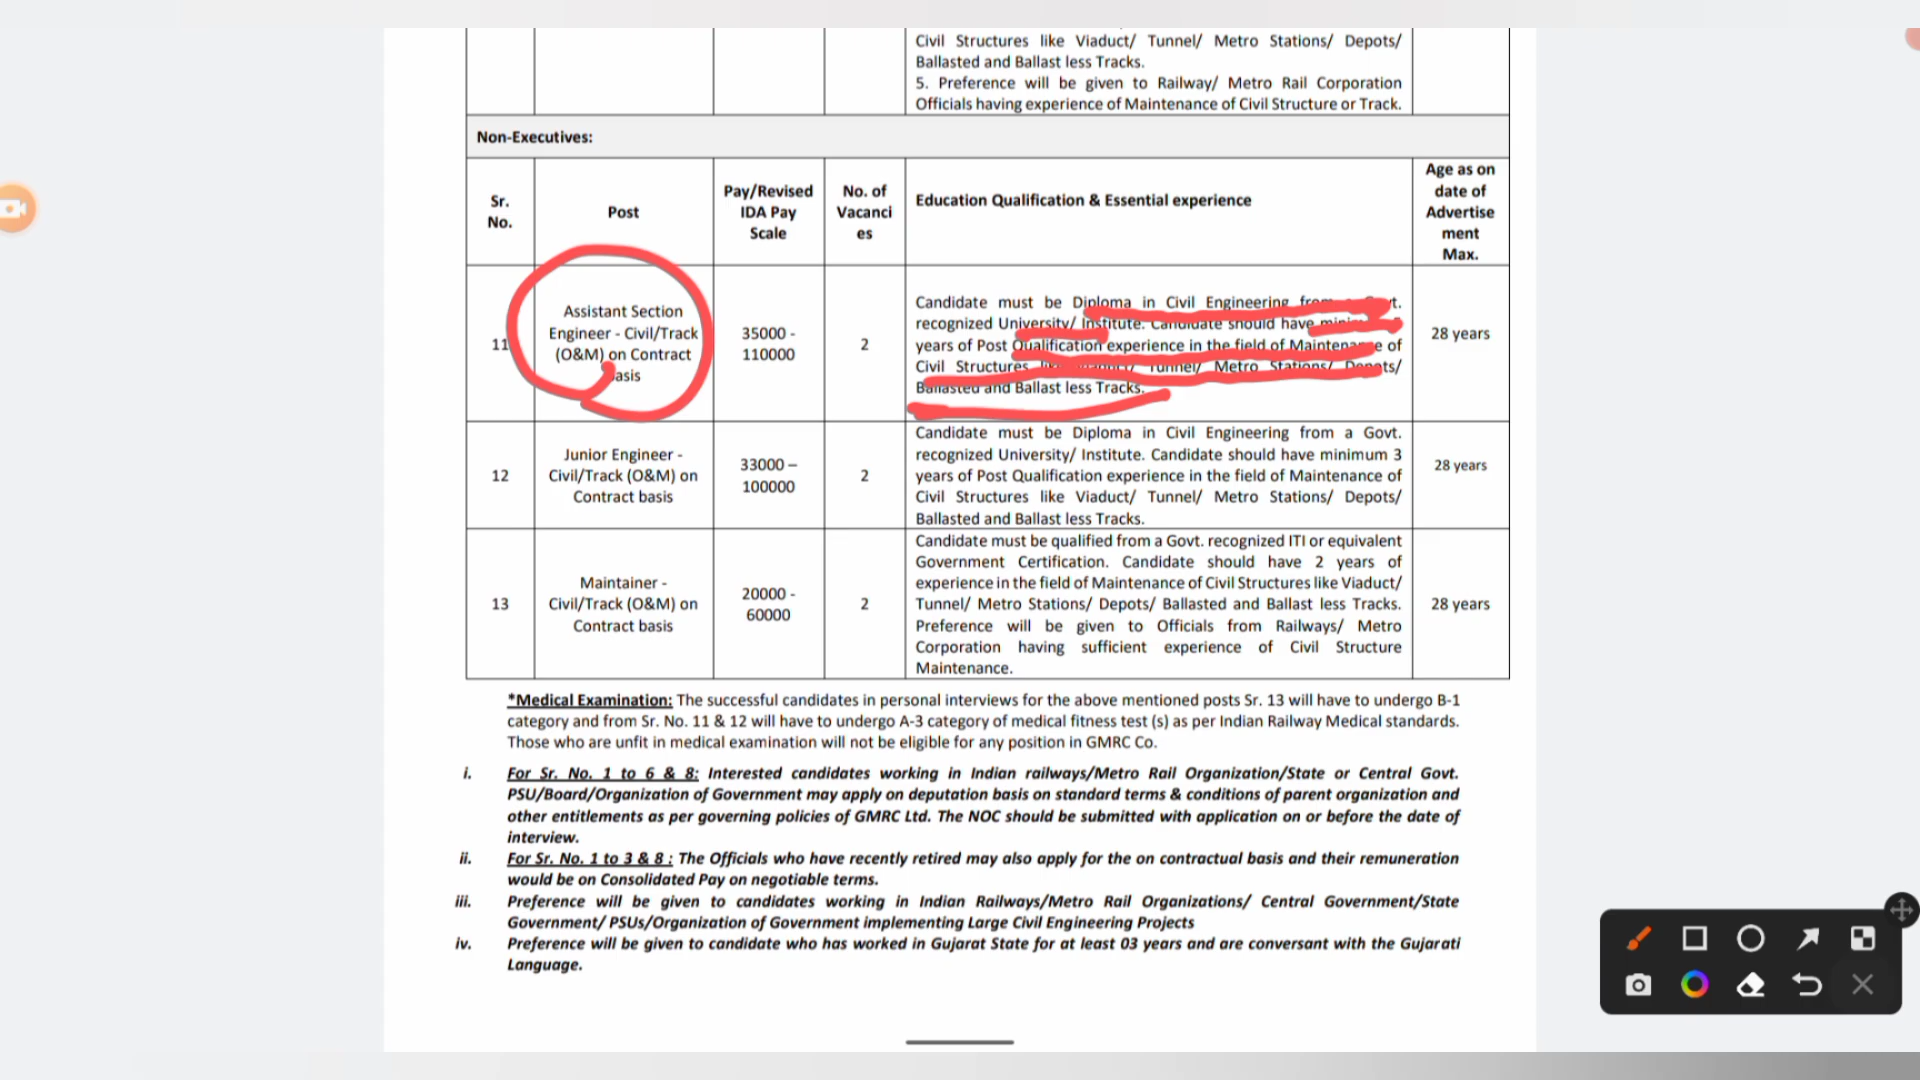 Civil Structures like Viaduct/ Tunnel/ Metro Stations/ Depots/
Ballasted and Ballast less Tracks.
5. Preference will be given to Railway/ Metro Rail Corporation
Officials having experience of Maintenance of Civil Structure or Track.
Non-Executives:
Sr.
No.
Post
Pay/Revised
IDA Pay
Scale
No. of
Vacanci
es
Education Qualification & Essential experience
Age as on
date of
Advertise
ment
Max.
11
Assistant Section
Engineer - Civil/Track
(O&M) on Contract
basis
35000 -
110000
2
Candidate must be Diploma in Civil Engineering from a Govt.
recognized University/ Institute. Candidate should have
years of Post Qualification experience in the field of Maintenance of
Civil Structures like Viaduct/ Tunnel/ Metro Stations/ Depots/
Ballasted and Ballast less Tracks.
28 years
12
Junior Engineer -
Civil/Track (O&M) on
Contract basis
33000 –
100000
2
Candidate must be Diploma in Civil Engineering from a Govt.
recognized University/ Institute. Candidate should have minimum 3
years of Post Qualification experience in the field of Maintenance of
Civil Structures like Viaduct/ Tunnel/ Metro Stations/ Depots/
Ballasted and Ballast less Tracks.
28 years
13
Maintainer -
Civil/Track (O&M) on
Contract basis
20000 -
60000
2
Candidate must be qualified from a Govt. recognized ITI or equivalent
Government Certification. Candidate should have 2 years of
experience in the field of Maintenance of Civil Structures like Viaduct/
Tunnel/ Metro Stations/ Depots/ Ballasted and Ballast less Tracks.
Preference will be given to Officials from Railways/ Metro
Corporation having sufficient experience of Civil Structure
Maintenance.
28 years
*Medical Examination: The successful candidates in personal interviews for the above mentioned posts Sr. 13 will have to undergo B-1
category and from Sr. No. 11 & 12 will have to undergo A-3 category of medical fitness test (s) as per Indian Railway Medical standards.
Those who are unfit in medical examination will not be eligible for any position in GMRC Co.
i. For Sr. No. 1 to 6 & 8: Interested candidates working in Indian railways/Metro Rail Organization/State or Central Govt.
PSU/Board/Organization of Government may apply on deputation basis on standard terms & conditions of parent organization and
other entitlements as per governing policies of GMRC Ltd. The NOC should be submitted with application on or before the date of
interview.
ii. For Sr. No. 1 to 3 & 8 : The Officials who have recently retired may also apply for the on contractual basis and their remuneration
would be on Consolidated Pay on negotiable terms.
iii. Preference will be given to candidates working in Indian Railways/Metro Rail Organizations/ Central Government/State
Government/ PSUs/Organization of Government implementing Large Civil Engineering Projects
iv. Preference will be given to candidate who has worked in Gujarat State for at least 03 years and are conversant with the Gujarati
Language.